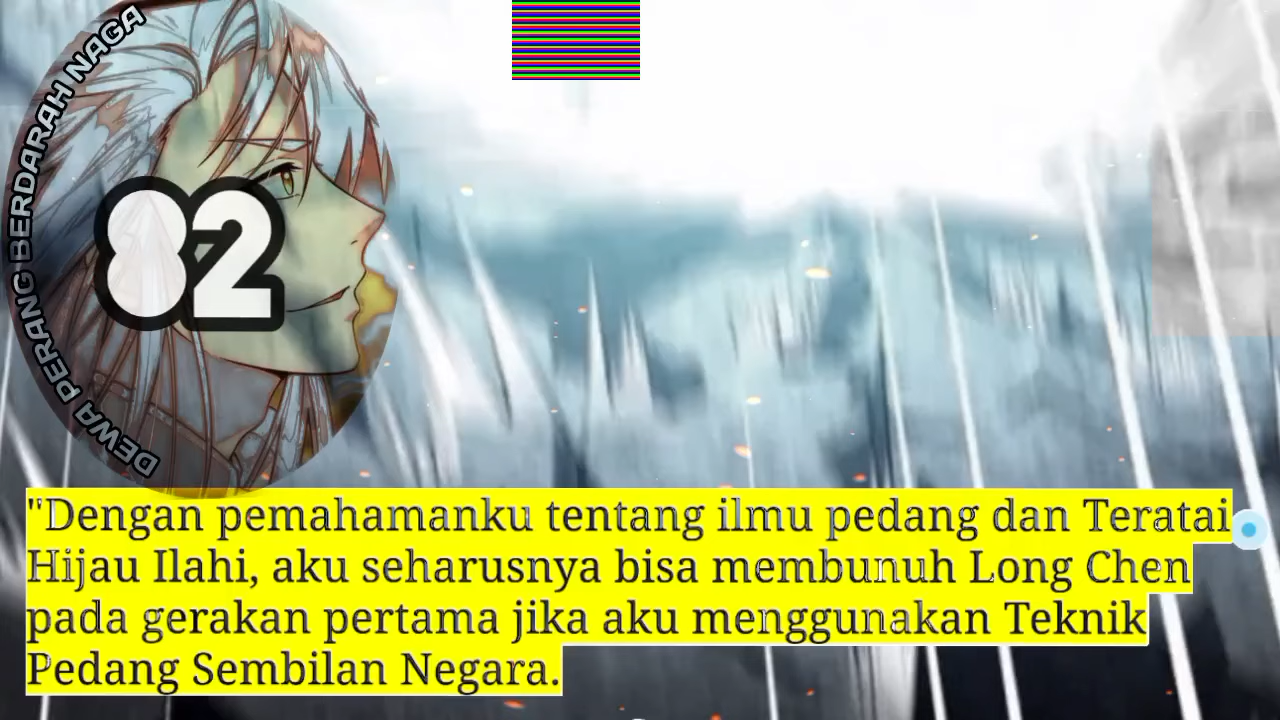 DEWA PERANG BERDARAH NAGA
82
"Dengan pemahamanku tentang ilmu pedang dan Teratai
Hijau Ilahi, aku seharusnya bisa membunuh Long Chen
pada gerakan pertama jika aku menggunakan Teknik
Pedang Sembilan Negara.